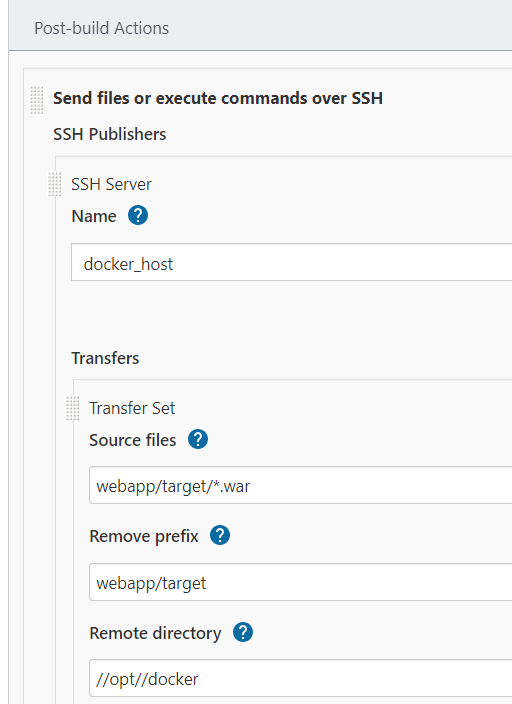 Post-build Actions
Send files or execute commands over SSH
SSH Publishers
SSH Server
Name ?
docker_host
Transfers
Transfer Set
Source files ?
webapp/target/*.war
Remove prefix ?
webapp/target
Remote directory ?
//opt//docker